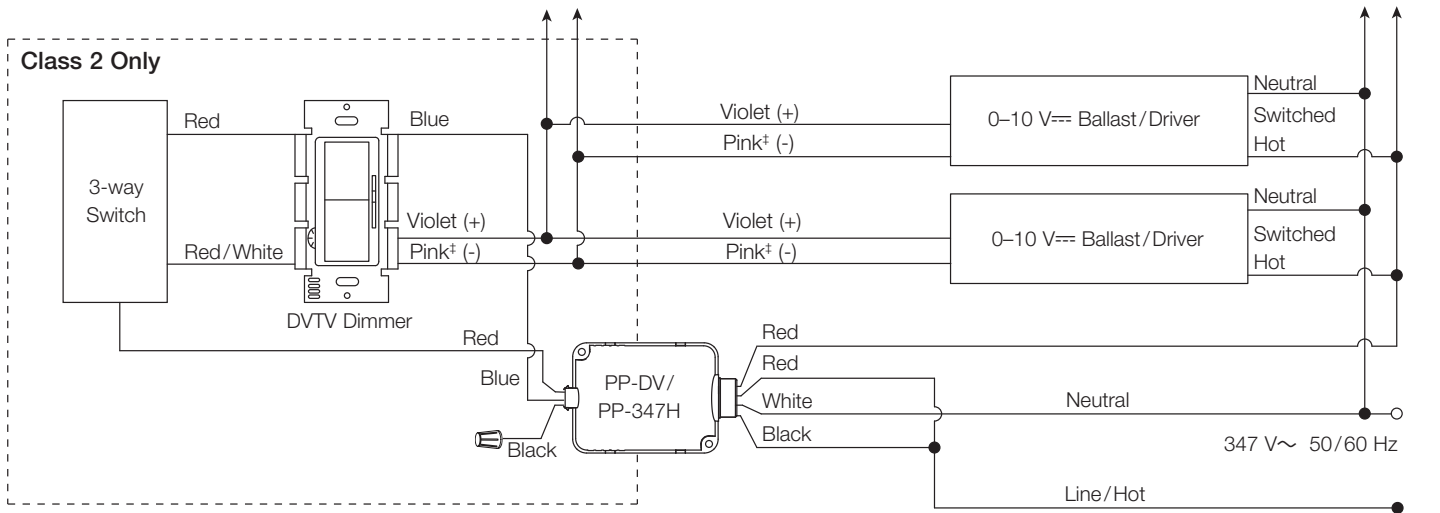 Class 2 Only
Red
Blue
3-way
Switch
Red/White
Violet (+)
Pink‡ (-)
DVTV Dimmer
Violet (+)
Pink‡ (-)
0–10 V⎓ Ballast/Driver
Neutral
Switched
Hot
Violet (+)
Pink‡ (-)
0–10 V⎓ Ballast/Driver
Neutral
Switched
Hot
Red
Blue
Black
PP-DV/
PP-347H
Red
Red
White
Black
Neutral
347 V~ 50/60 Hz
Line/Hot